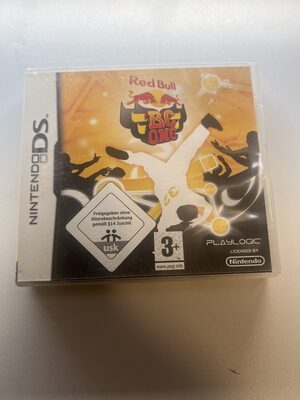 Red Bull
BC
ONE
NINTENDO DS
Freigegeben ohne
Altersbeschränkung
gemäß §14 JuSchG
usk
3+
www.pegi.info
PLAYLOGIC
LICENSED BY
Nintendo